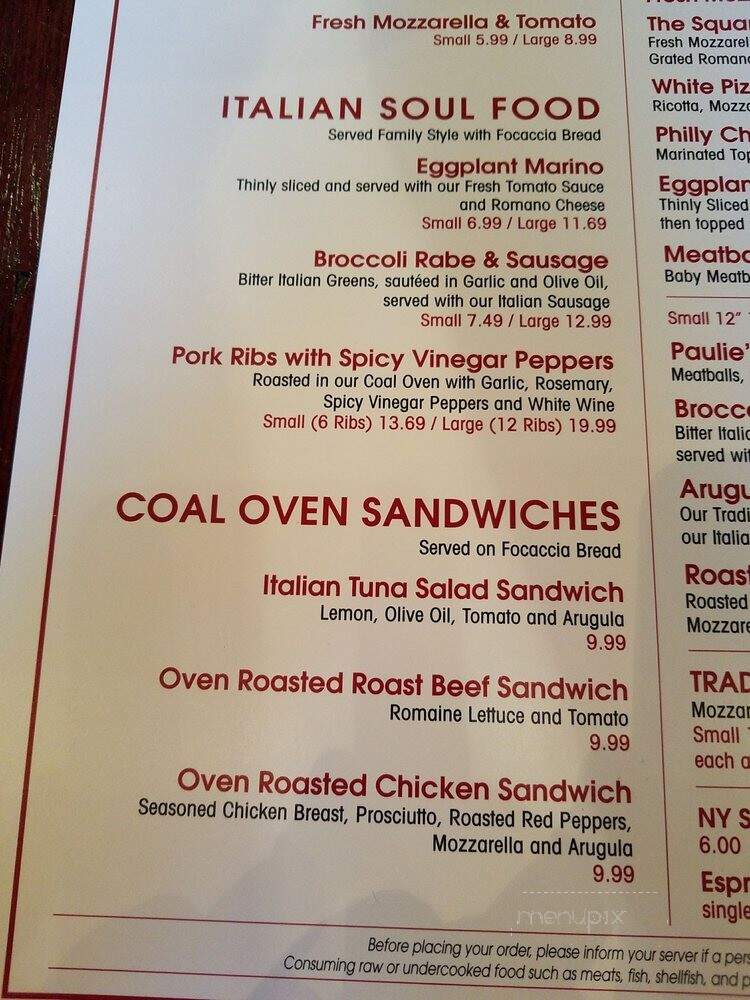 Fresh Mozzarella & Tomato
Small 5.99 / Large 8.99
ITALIAN SOUL FOOD
Served Family Style with Focaccia Bread
Eggplant Marino
Thinly sliced and served with our Fresh Tomato Sauce
and Romano Cheese
Small 6.99 / Large 11.69
Broccoli Rabe & Sausage
Bitter Italian Greens, sautéed in Garlic and Olive Oil,
served with our Italian Sausage
Small 7.49 / Large 12.99
Pork Ribs with Spicy Vinegar Peppers
Roasted in our Coal Oven with Garlic, Rosemary,
Spicy Vinegar Peppers and White Wine
Small (6 Ribs) 13.69 / Large (12 Ribs) 19.99
COAL OVEN SANDWICHES
Served on Focaccia Bread
Italian Tuna Salad Sandwich
Lemon, Olive Oil, Tomato and Arugula
9.99
Oven Roasted Roast Beef Sandwich
Romaine Lettuce and Tomato
9.99
Oven Roasted Chicken Sandwich
Seasoned Chicken Breast, Prosciutto, Roasted Red Peppers,
Mozzarella and Arugula
9.99
The Squar
Fresh Mozzarel
Grated Romano
White Piz
Ricotta, Mozza
Philly Ch
Marinated Top
Eggplan
Thinly Sliced
then topped
Meatba
Baby Meatb
Small 12"
Paulie's
Meatballs,
Brocco
Bitter Italia
served wit
Arugu
Our Tradi
our Italia
Roast
Roasted
Mozzare
TRAD
Mozzar
Small
each a
NY S
6.00
Espr
single
menupix
Before placing your order, please inform your server if a pers
Consuming raw or undercooked food such as meats, fish, shellfish, and p